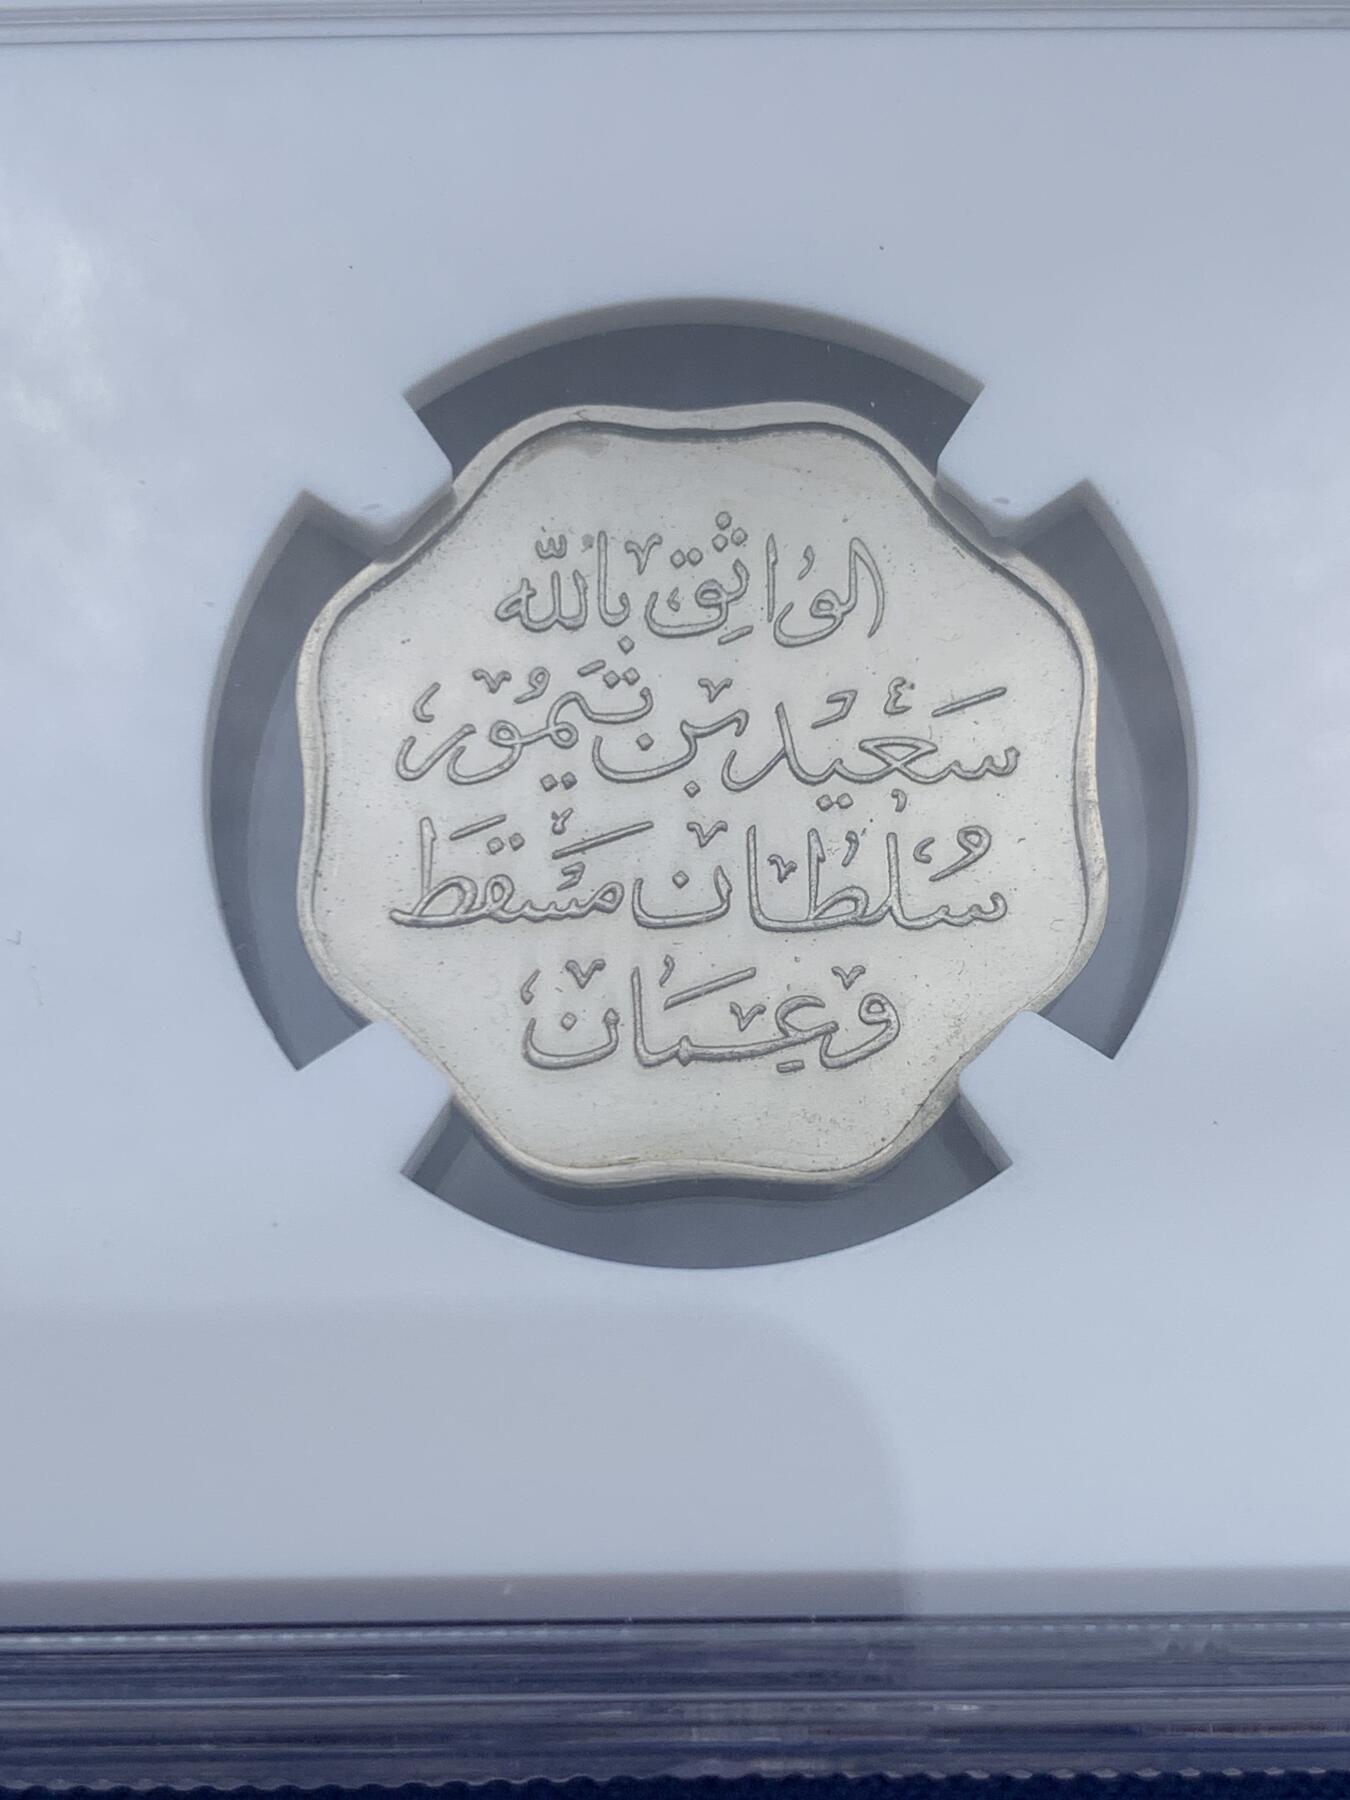 الواثق بالله
سعيد بن تيمور
سلطان مسقط
وعمان